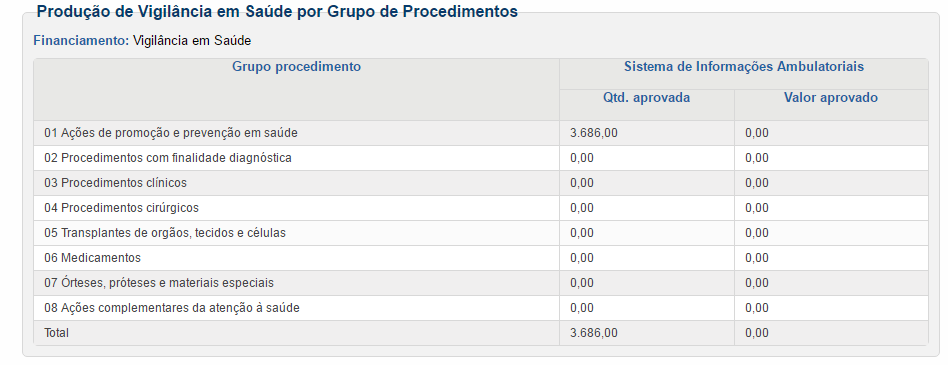 Produção de Vigilância em Saúde por Grupo de Procedimentos
Financiamento: Vigilância em Saúde
Grupo procedimento Sistema de Informações Ambulatoriais
Qtd. aprovada Valor aprovado
01 Ações de promoção e prevenção em saúde 3.686,00 0,00
02 Procedimentos com finalidade diagnóstica 0,00 0,00
03 Procedimentos clínicos 0,00 0,00
04 Procedimentos cirúrgicos 0,00 0,00
05 Transplantes de orgãos, tecidos e células 0,00 0,00
06 Medicamentos 0,00 0,00
07 Órteses, próteses e materiais especiais 0,00 0,00
08 Ações complementares da atenção à saúde 0,00 0,00
Total 3.686,00 0,00